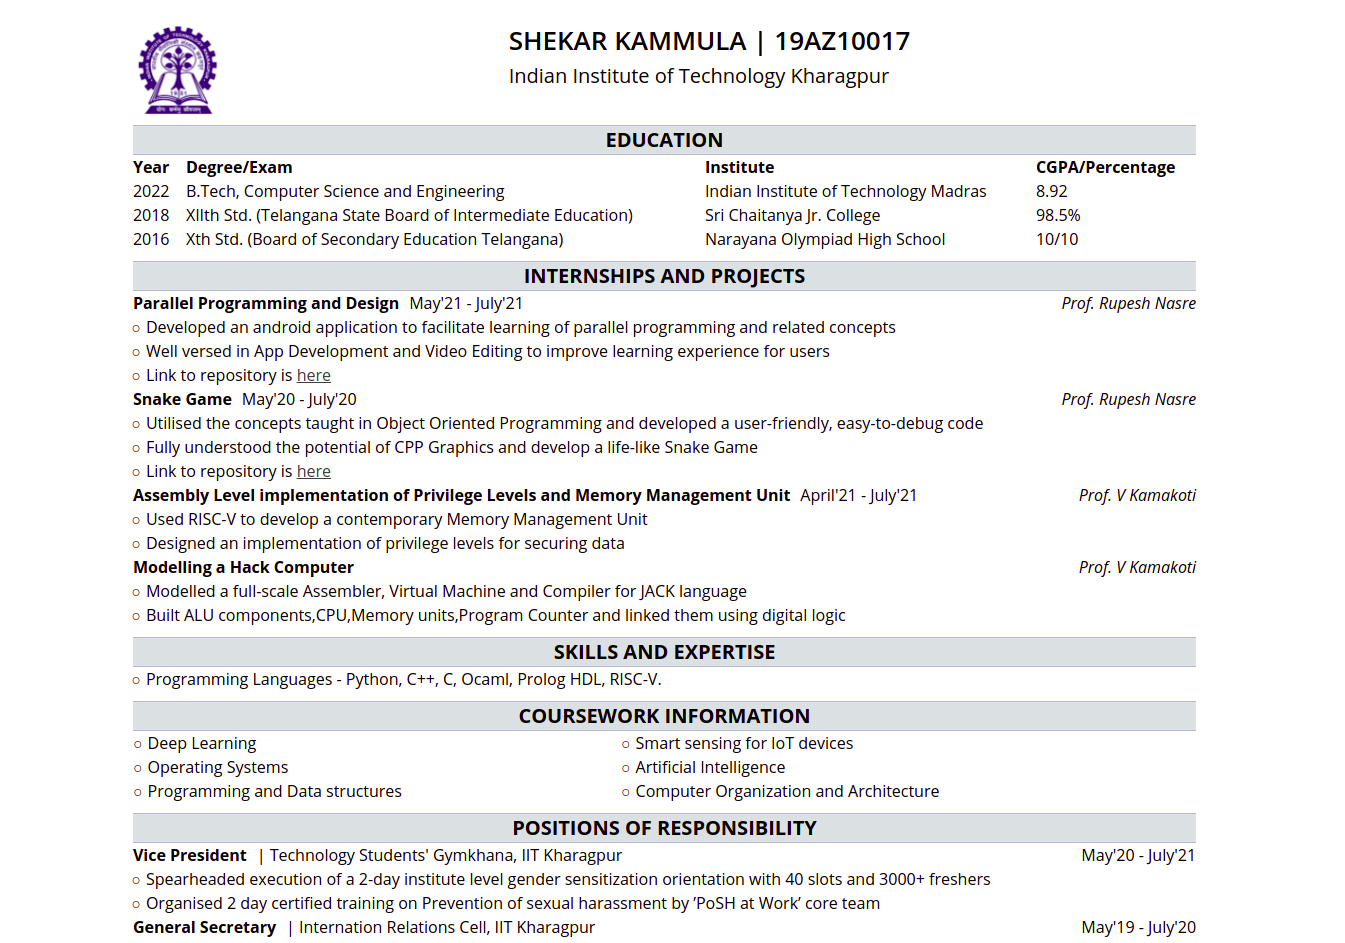 SHEKAR KAMMULA | 19AZ10017
Indian Institute of Technology Kharagpur
EDUCATION
Year Degree/Exam Institute CGPA/Percentage
2022 B.Tech, Computer Science and Engineering Indian Institute of Technology Madras 8.92
2018 XIIth Std. (Telangana State Board of Intermediate Education) Sri Chaitanya Jr. College 98.5%
2016 Xth Std. (Board of Secondary Education Telangana) Narayana Olympiad High School 10/10
INTERNSHIPS AND PROJECTS
Parallel Programming and Design May'21 - July'21 Prof. Rupesh Nasre
○ Developed an android application to facilitate learning of parallel programming and related concepts
○ Well versed in App Development and Video Editing to improve learning experience for users
○ Link to repository is here
Snake Game May'20 - July'20 Prof. Rupesh Nasre
○ Utilised the concepts taught in Object Oriented Programming and developed a user-friendly, easy-to-debug code
○ Fully understood the potential of CPP Graphics and develop a life-like Snake Game
○ Link to repository is here
Assembly Level implementation of Privilege Levels and Memory Management Unit April'21 - July'21 Prof. V Kamakoti
○ Used RISC-V to develop a contemporary Memory Management Unit
○ Designed an implementation of privilege levels for securing data
Modelling a Hack Computer Prof. V Kamakoti
○ Modelled a full-scale Assembler, Virtual Machine and Compiler for JACK language
○ Built ALU components,CPU,Memory units,Program Counter and linked them using digital logic
SKILLS AND EXPERTISE
○ Programming Languages - Python, C++, C, Ocaml, Prolog HDL, RISC-V.
COURSEWORK INFORMATION
○ Deep Learning ○ Smart sensing for IoT devices
○ Operating Systems ○ Artificial Intelligence
○ Programming and Data structures ○ Computer Organization and Architecture
POSITIONS OF RESPONSIBILITY
Vice President | Technology Students' Gymkhana, IIT Kharagpur May'20 - July'21
○ Spearheaded execution of a 2-day institute level gender sensitization orientation with 40 slots and 3000+ freshers
○ Organised 2 day certified training on Prevention of sexual harassment by ’PoSH at Work’ core team
General Secretary | Internation Relations Cell, IIT Kharagpur May'19 - July'20